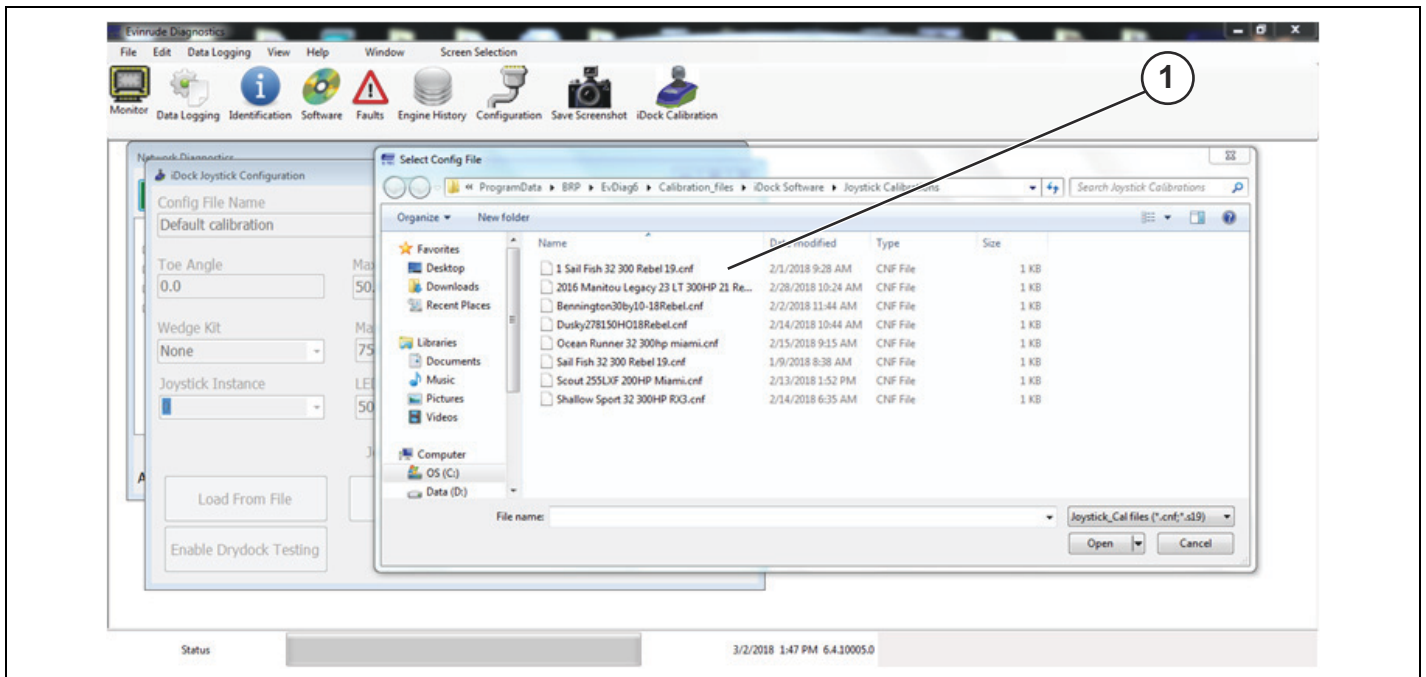 Evinrude Diagnostics
File Edit Data Logging View Help Window Screen Selection
1
Monitor Data Logging Identification Software Faults Engine History Configuration Save Screenshot iDock Calibration
Network Diagnostics
iDock Joystick Configuration
Config File Name
Default calibration
Toe Angle
0.0
50.
Wedge Kit
None
75
Joystick Instance
50
Load From File
Enable Drydock Testing
Select Config File
« ProgramData BRP EvDiag6 Calibration_files iDock Software Joystick Calibrations
Search Joystick Calibrations
Organize New folder
Favorites
Desktop
Downloads
Recent Places
Libraries
Documents
Music
Pictures
Videos
Computer
OS (C:)
Data (D:)
Name Date modified Type Size
1 Sail Fish 32 300 Rebel 19.cnf 2/1/2018 9:28 AM CNF File 1 KB
2016 Manitou Legacy 23 LT 300HP 21 Re... 2/28/2018 10:24 AM CNF File 1 KB
Bennington30by10-18Rebel.cnf 2/2/2018 11:44 AM CNF File 1 KB
Dusky278150HO18Rebel.cnf 2/14/2018 10:44 AM CNF File 1 KB
Ocean Runner 32 300hp miami.cnf 2/15/2018 9:15 AM CNF File 1 KB
Sail Fish 32 300 Rebel 19.cnf 1/9/2018 8:38 AM CNF File 1 KB
Scout 255LXF 200HP Miami.cnf 2/13/2018 1:52 PM CNF File 1 KB
Shallow Sport 32 300HP RX3.cnf 2/14/2018 6:35 AM CNF File 1 KB
File name:
Joystick_Cal files (*.cnf;*.s19)
Open Cancel
Status
3/2/2018 1:47 PM 6.4.10005.0